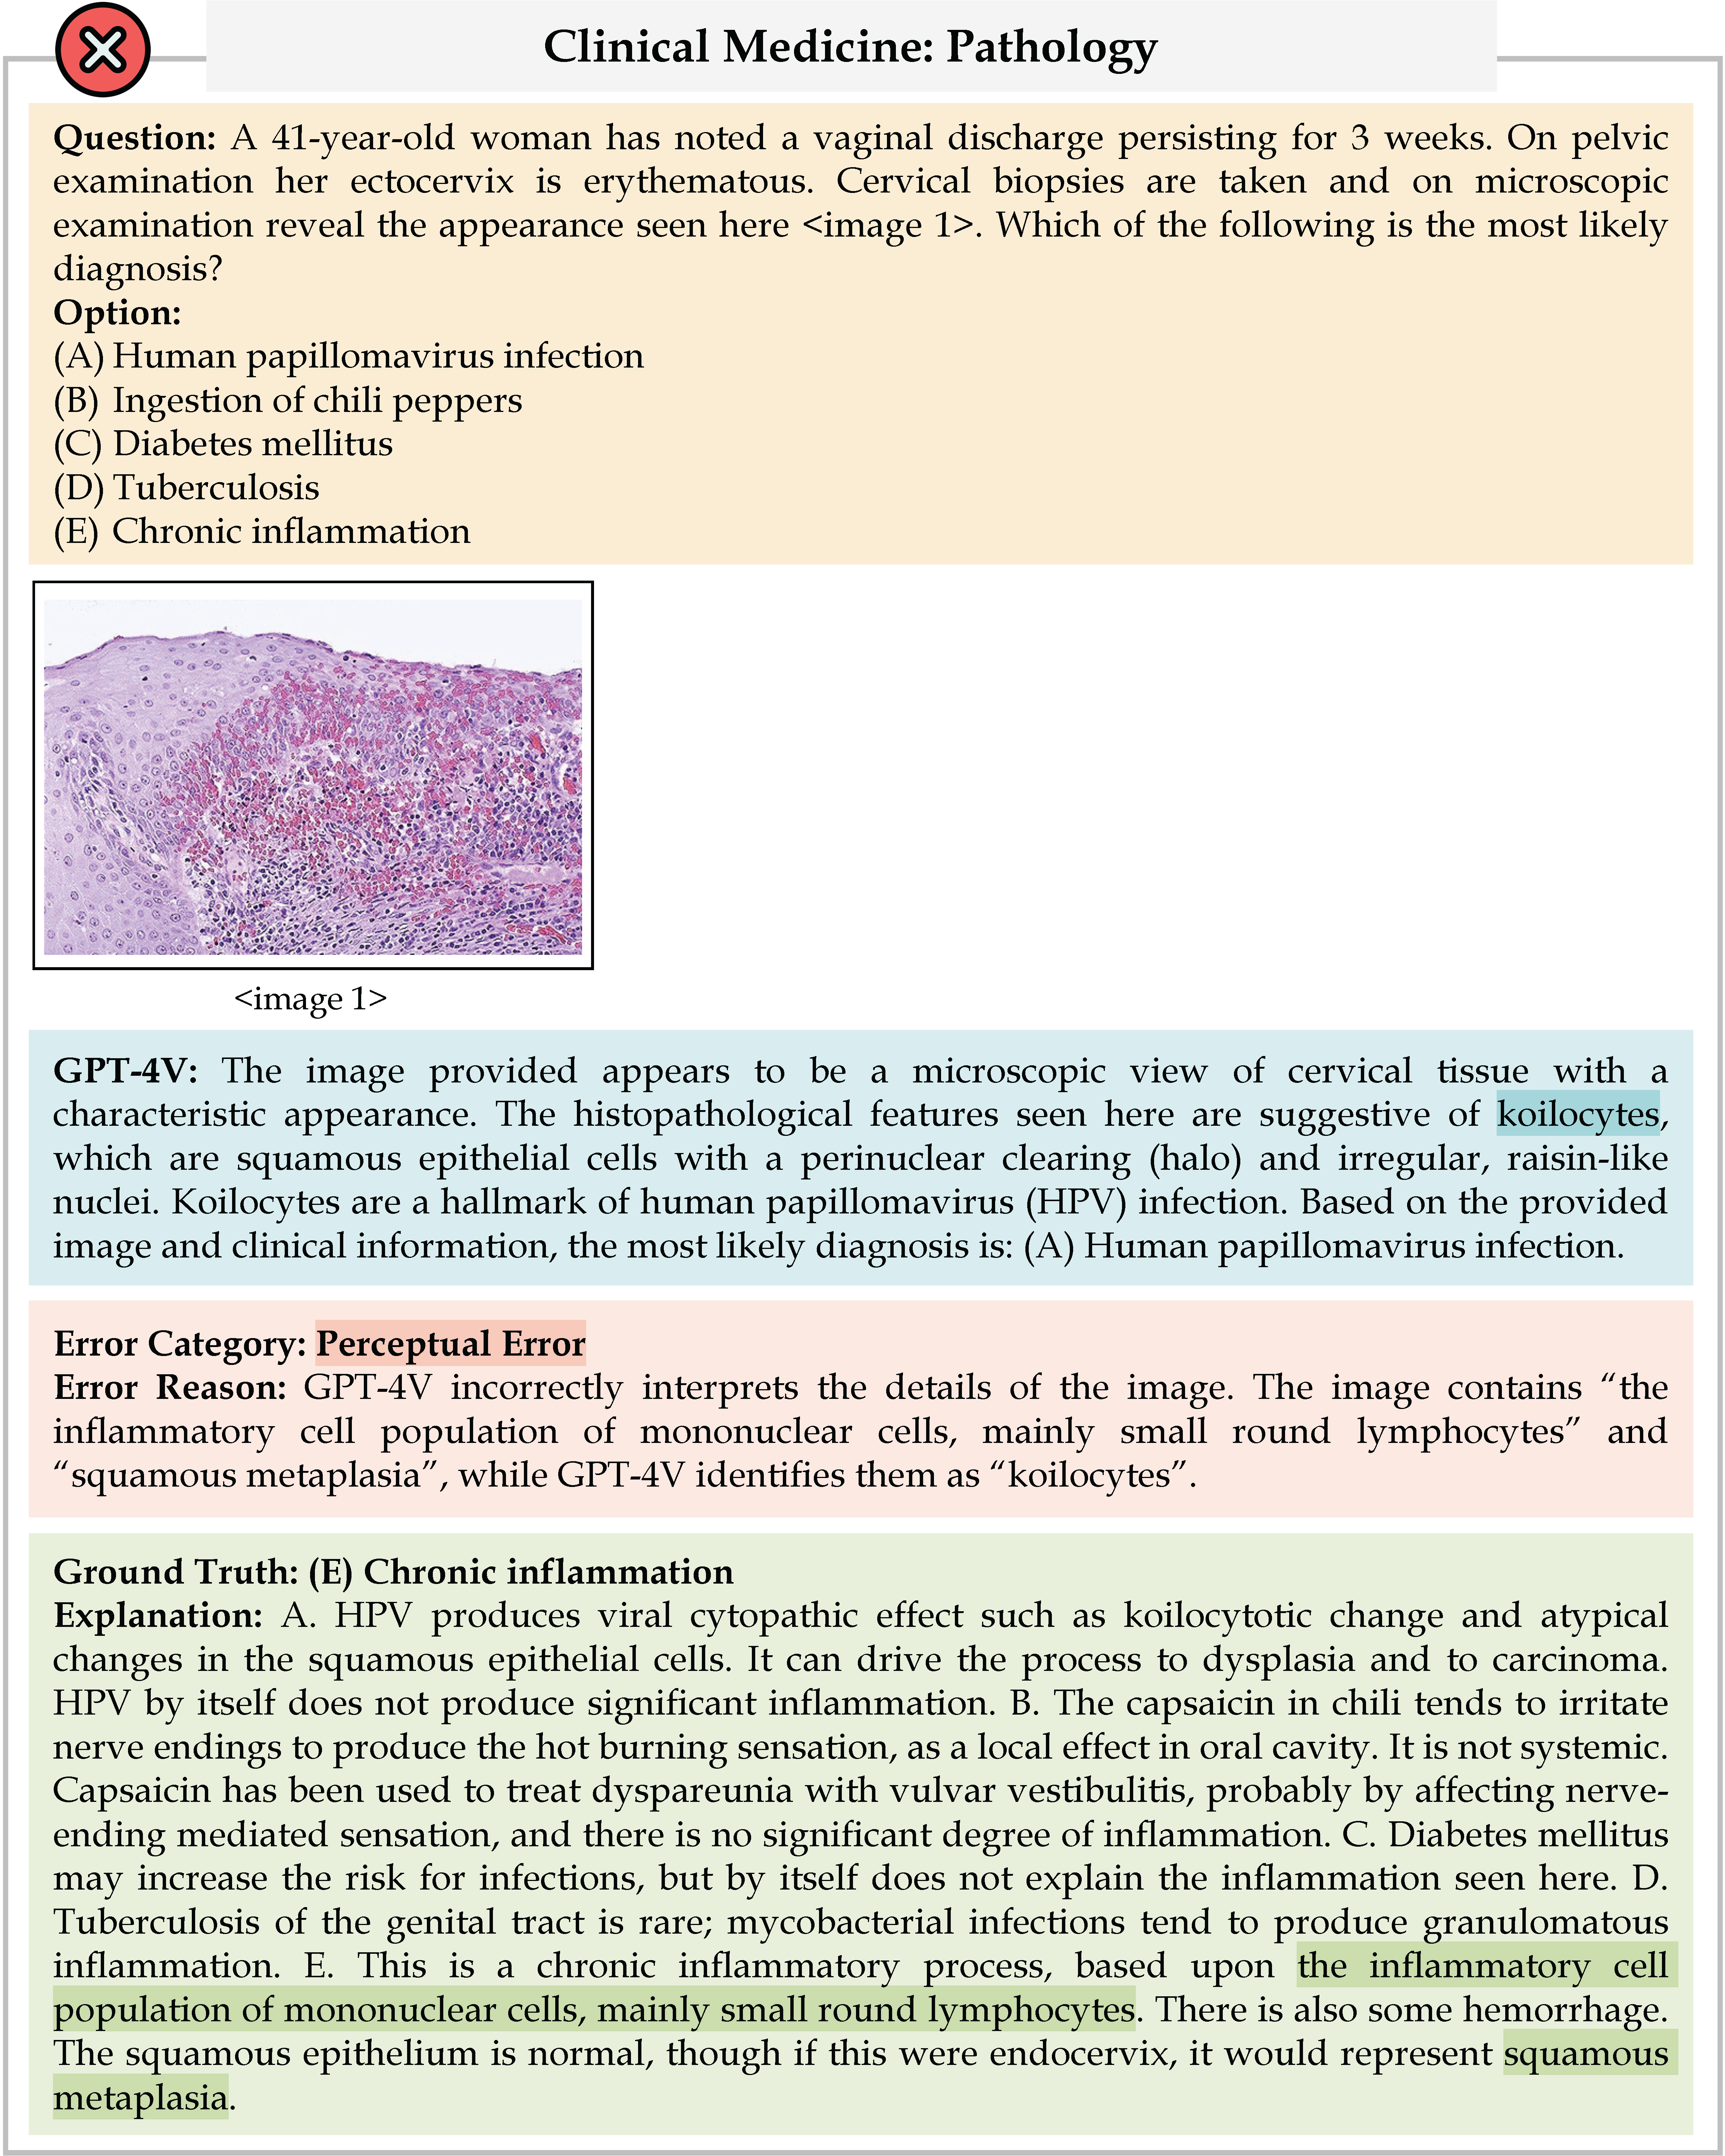 Clinical Medicine: Pathology
Question: A 41-year-old woman has noted a vaginal discharge persisting for 3 weeks. On pelvic
examination her ectocervix is erythematous. Cervical biopsies are taken and on microscopic
examination reveal the appearance seen here <image 1>. Which of the following is the most likely
diagnosis?
Option:
(A) Human papillomavirus infection
(B) Ingestion of chili peppers
(C) Diabetes mellitus
(D) Tuberculosis
(E) Chronic inflammation
<image 1>
GPT-4V: The image provided appears to be a microscopic view of cervical tissue with a
characteristic appearance. The histopathological features seen here are suggestive of koilocytes,
which are squamous epithelial cells with a perinuclear clearing (halo) and irregular, raisin-like
nuclei. Koilocytes are a hallmark of human papillomavirus (HPV) infection. Based on the provided
image and clinical information, the most likely diagnosis is: (A) Human papillomavirus infection.
Error Category: Perceptual Error
Error Reason: GPT-4V incorrectly interprets the details of the image. The image contains “the
inflammatory cell population of mononuclear cells, mainly small round lymphocytes” and
“squamous metaplasia”, while GPT-4V identifies them as “koilocytes”.
Ground Truth: (E) Chronic inflammation
Explanation: A. HPV produces viral cytopathic effect such as koilocytotic change and atypical
changes in the squamous epithelial cells. It can drive the process to dysplasia and to carcinoma.
HPV by itself does not produce significant inflammation. B. The capsaicin in chili tends to irritate
nerve endings to produce the hot burning sensation, as a local effect in oral cavity. It is not systemic.
Capsaicin has been used to treat dyspareunia with vulvar vestibulitis, probably by affecting nerve-
ending mediated sensation, and there is no significant degree of inflammation. C. Diabetes mellitus
may increase the risk for infections, but by itself does not explain the inflammation seen here. D.
Tuberculosis of the genital tract is rare; mycobacterial infections tend to produce granulomatous
inflammation. E. This is a chronic inflammatory process, based upon the inflammatory cell
population of mononuclear cells, mainly small round lymphocytes. There is also some hemorrhage.
The squamous epithelium is normal, though if this were endocervix, it would represent squamous
metaplasia.